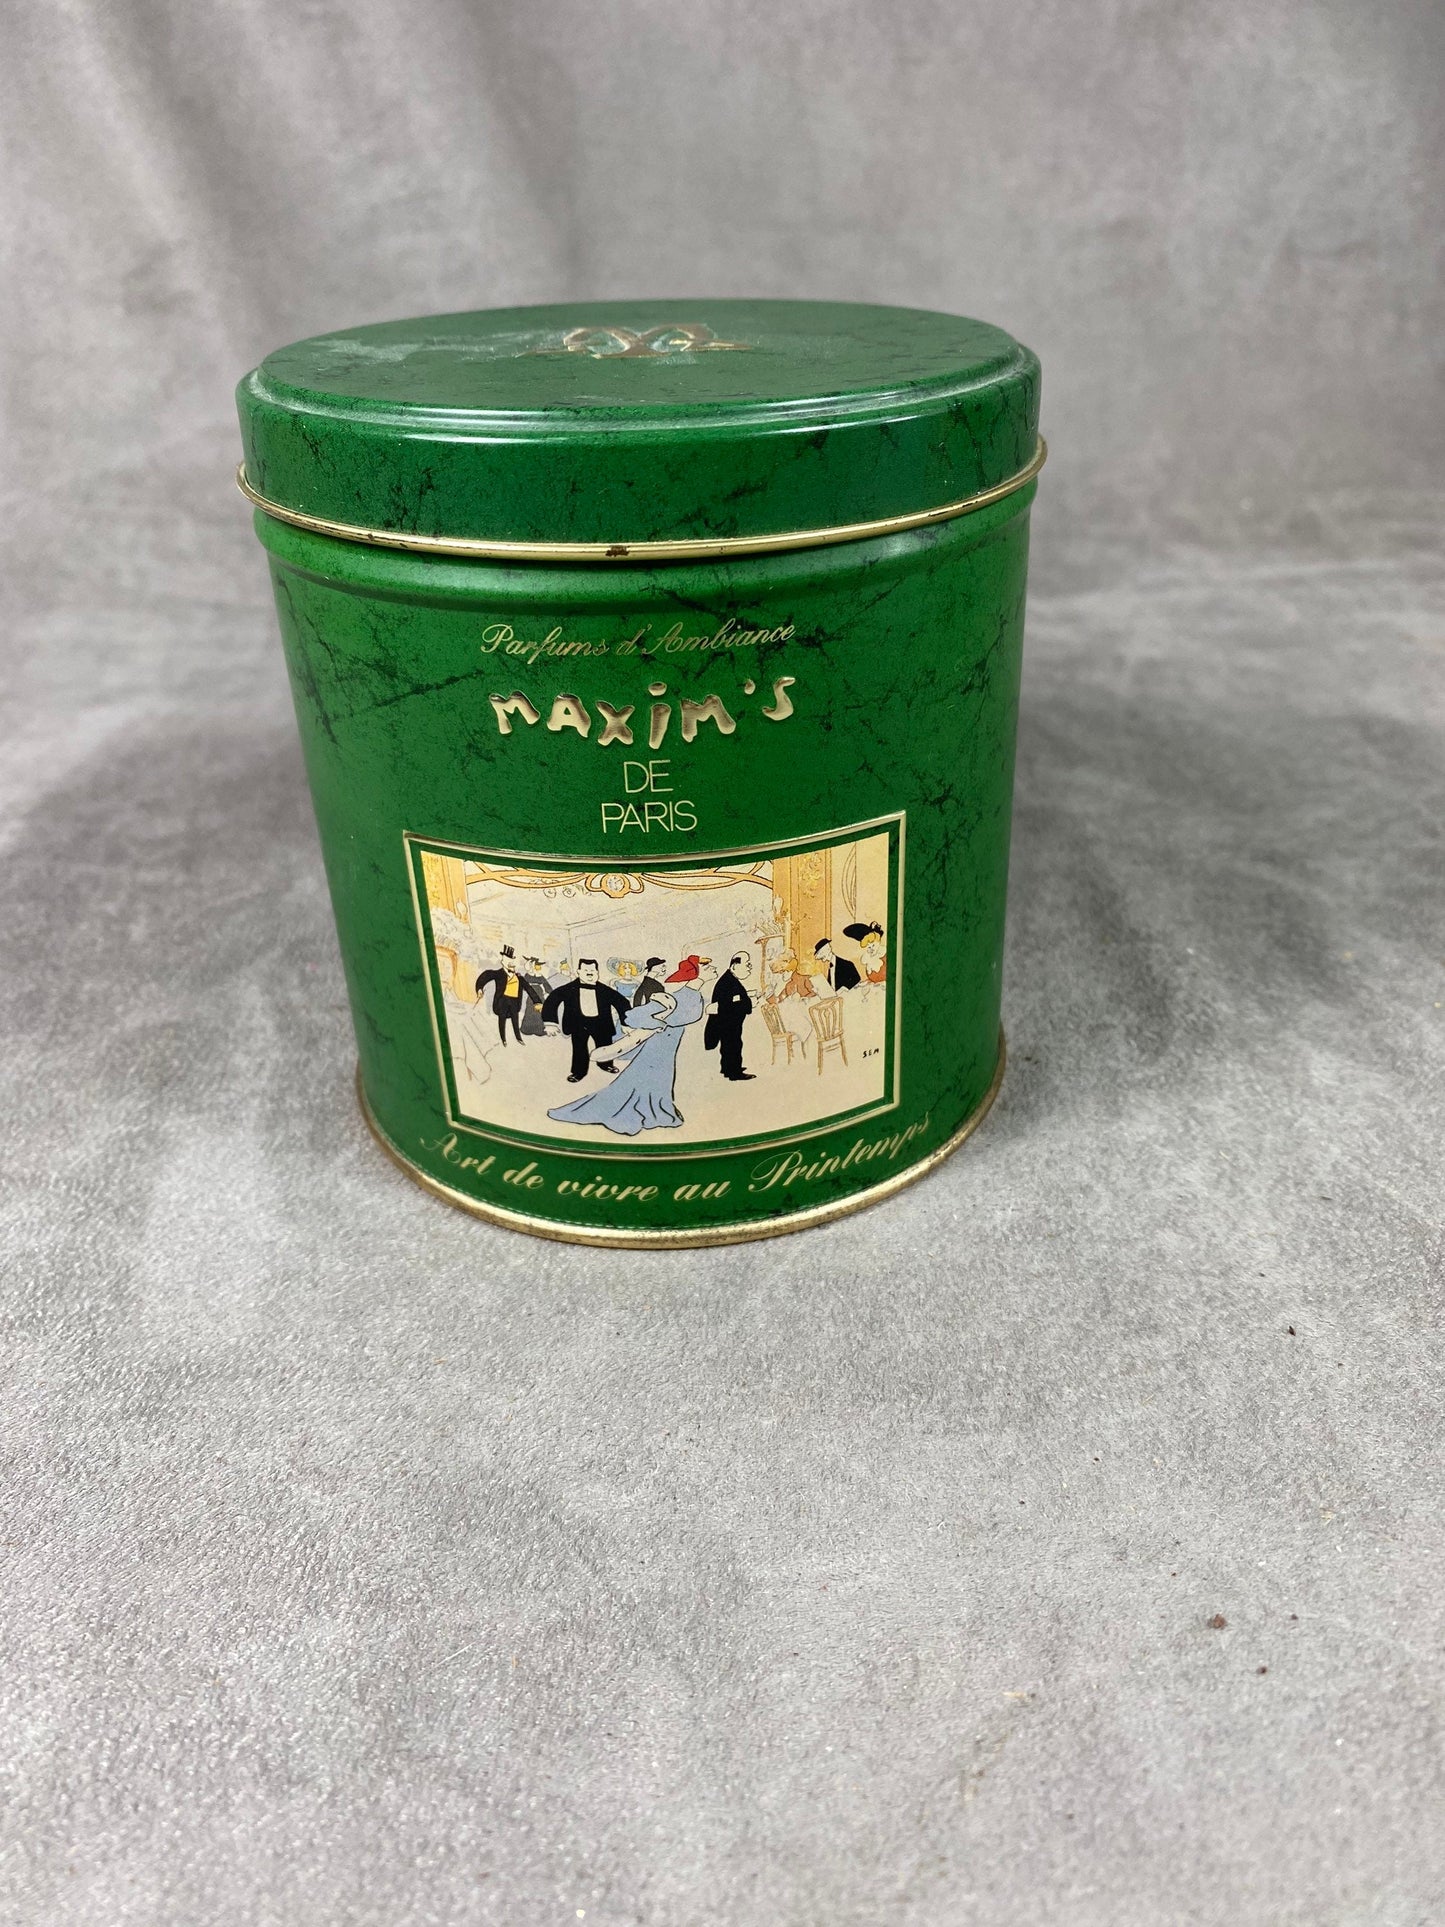 Parfums d'Ambiance
MAXiM'S
DE
PARIS
SEM
Art de vivre au Printemps